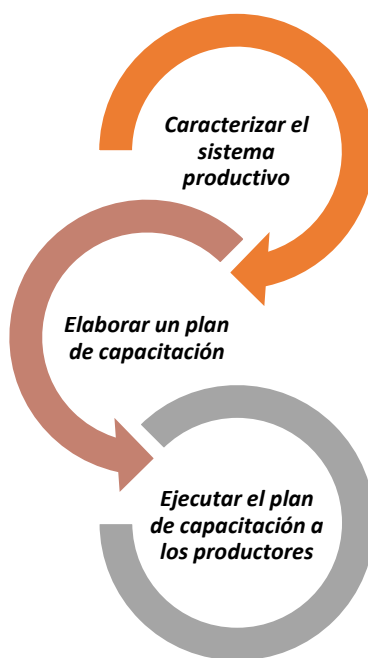 Caracterizar el
sistema
productivo
Elaborar un plan
de capacitación
Ejecutar el plan
de capacitación a
los productores